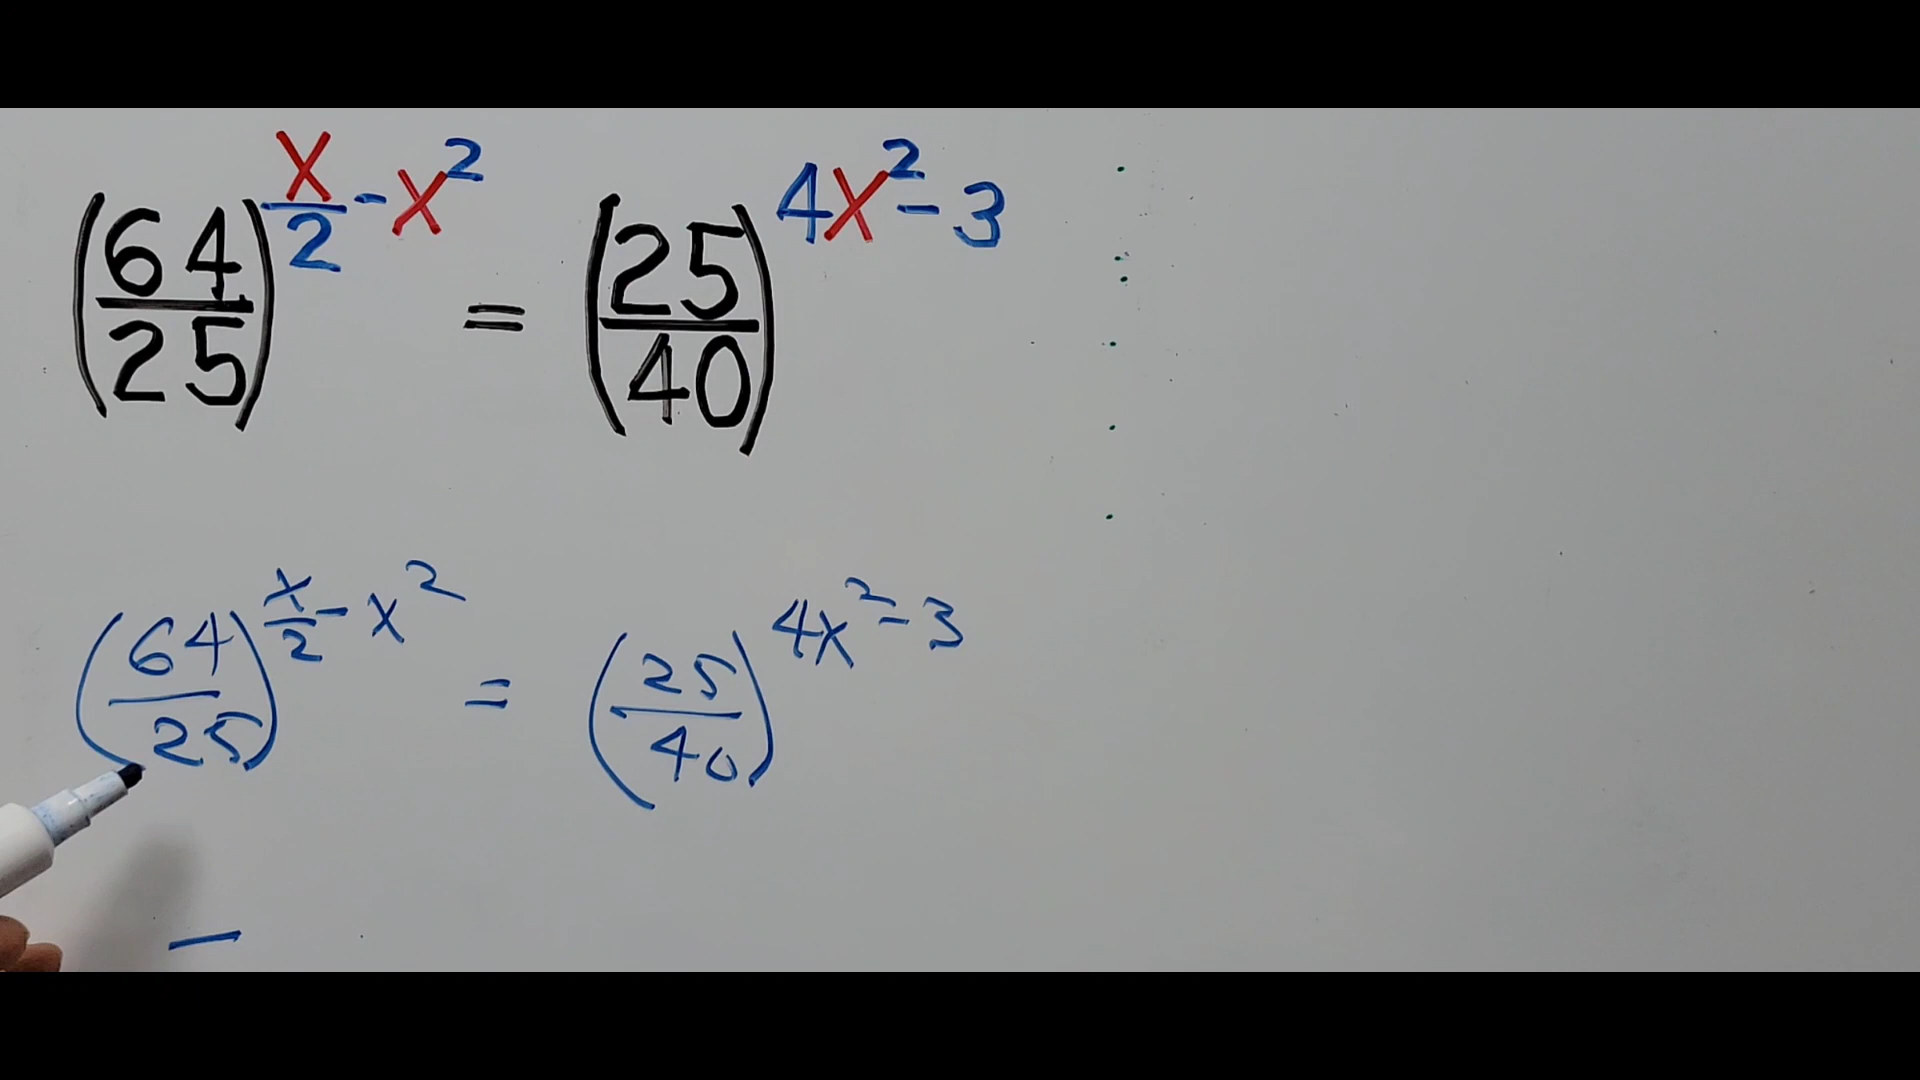 (64/25)^(x/2 - x^2) = (25/40)^(4x^2 - 3)
(64/25)^(x/2 - x^2) = (25/40)^(4x^2 - 3)